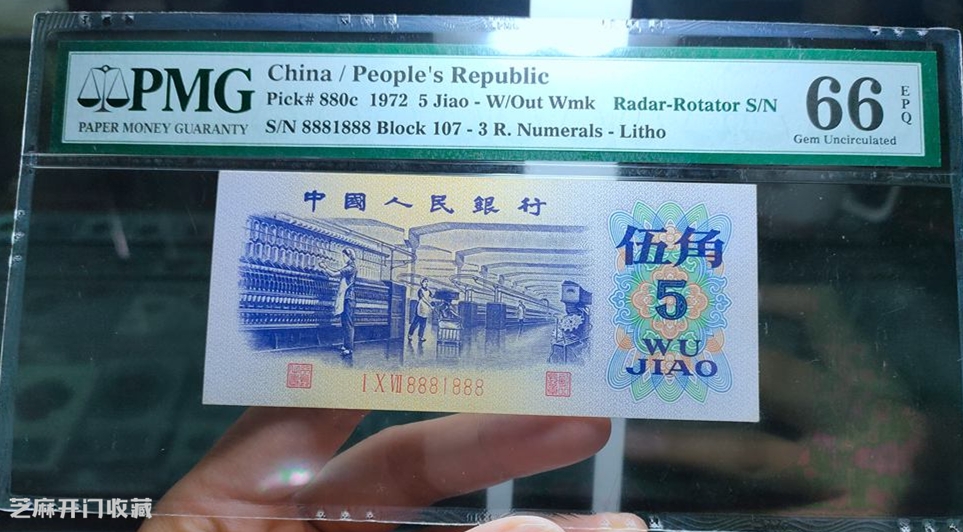 PMG
PAPER MONEY GUARANTY
China / People's Republic
Pick# 880c 1972 5 Jiao - W/Out Wmk Radar-Rotator S/N
S/N 8881888 Block 107 - 3 R. Numerals - Litho
66
EPQ
Gem Uncirculated
中國人民銀行
伍角
5
WU
JIAO
I X VII 8881888
芝麻开门收藏